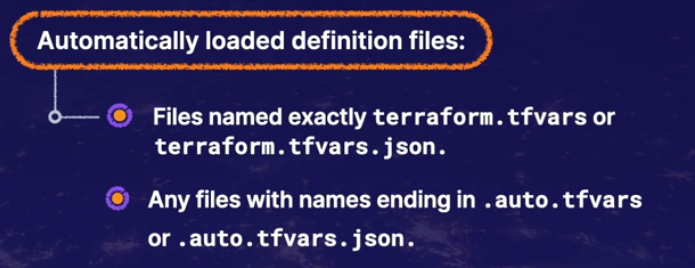 Automatically loaded definition files:
Files named exactly terraform.tfvars or
terraform.tfvars.json.
Any files with names ending in .auto.tfvars
or .auto.tfvars.json.